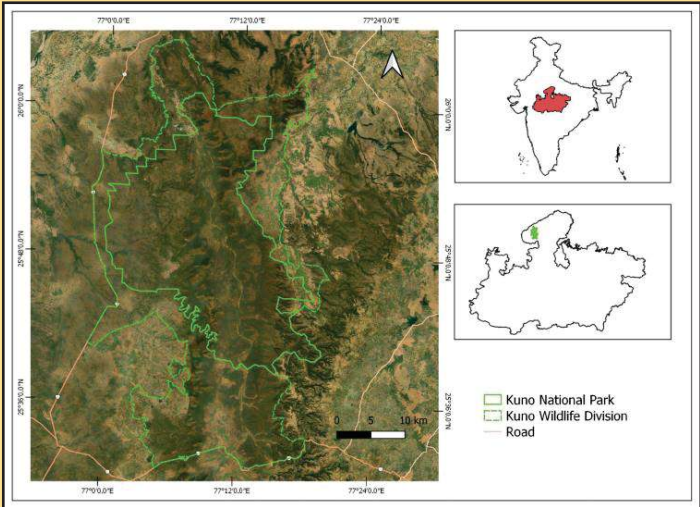 77°0'0.0"E 77°12'0.0"E 77°24'0.0"E
26°0'0.0"N 26°0'0.0"N
25°48'0.0"N 25°48'0.0"N
25°36'0.0"N 25°36'0.0"N
0 5 10 km
77°0'0.0"E 77°12'0.0"E 77°24'0.0"E
Kuno National Park
Kuno Wildlife Division
Road